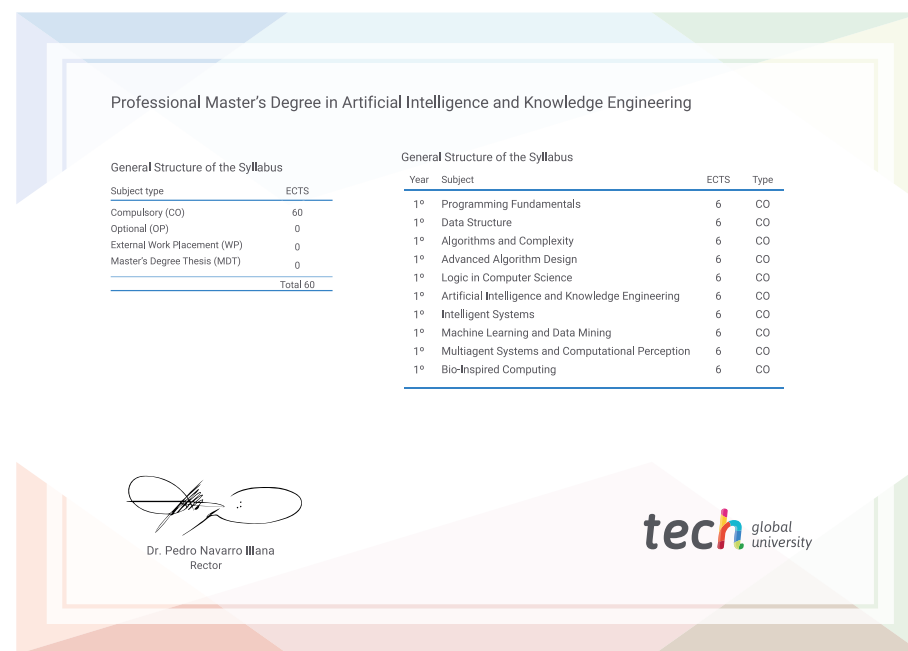 Professional Master's Degree in Artificial Intelligence and Knowledge Engineering
General Structure of the Syllabus
Subject type ECTS
Compulsory (CO) 60
Optional (OP) 0
External Work Placement (WP) 0
Master's Degree Thesis (MDT) 0
Total 60
General Structure of the Syllabus
Year Subject ECTS Type
1º Programming Fundamentals 6 CO
1º Data Structure 6 CO
1º Algorithms and Complexity 6 CO
1º Advanced Algorithm Design 6 CO
1º Logic in Computer Science 6 CO
1º Artificial Intelligence and Knowledge Engineering 6 CO
1º Intelligent Systems 6 CO
1º Machine Learning and Data Mining 6 CO
1º Multiagent Systems and Computational Perception 6 CO
1º Bio-Inspired Computing 6 CO
Dr. Pedro Navarro Illana
Rector
tech global
university